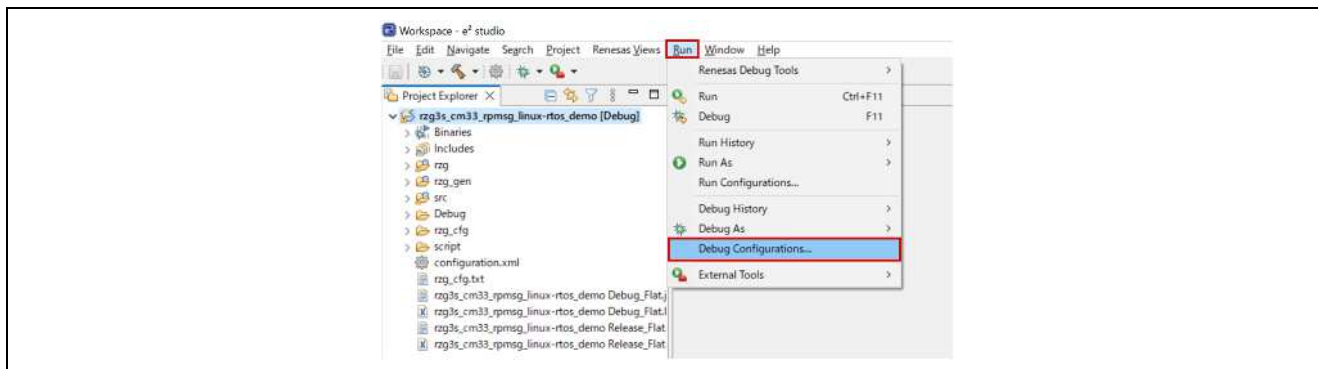 Workspace - e² studio
File Edit Navigate Search Project Renesas Views Run Window Help
Project Explorer
rzg3s_cm33_rpmsg_linux-rtos_demo [Debug]
Binaries
Includes
rzg
rzg_gen
src
Debug
rzg_cfg
script
configuration.xml
rzg_cfg.txt
rzg3s_cm33_rpmsg_linux-rtos_demo Debug_Flat.j
rzg3s_cm33_rpmsg_linux-rtos_demo Debug_Flat.l
rzg3s_cm33_rpmsg_linux-rtos_demo Release_Flat
rzg3s_cm33_rpmsg_linux-rtos_demo Release_Flat
Renesas Debug Tools
Run Ctrl+F11
Debug F11
Run History
Run As
Run Configurations...
Debug History
Debug As
Debug Configurations...
External Tools